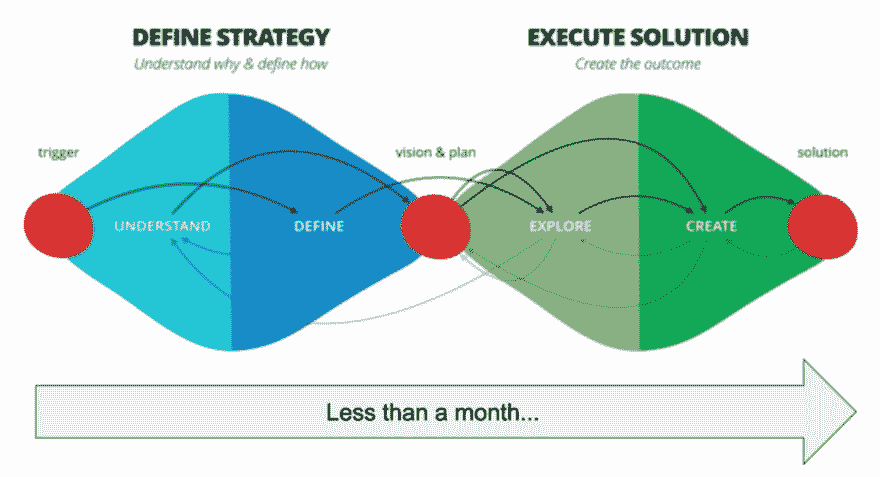 DEFINE STRATEGY
Understand why & define how
EXECUTE SOLUTION
Create the outcome
trigger
vision & plan
solution
UNDERSTAND
DEFINE
EXPLORE
CREATE
Less than a month...